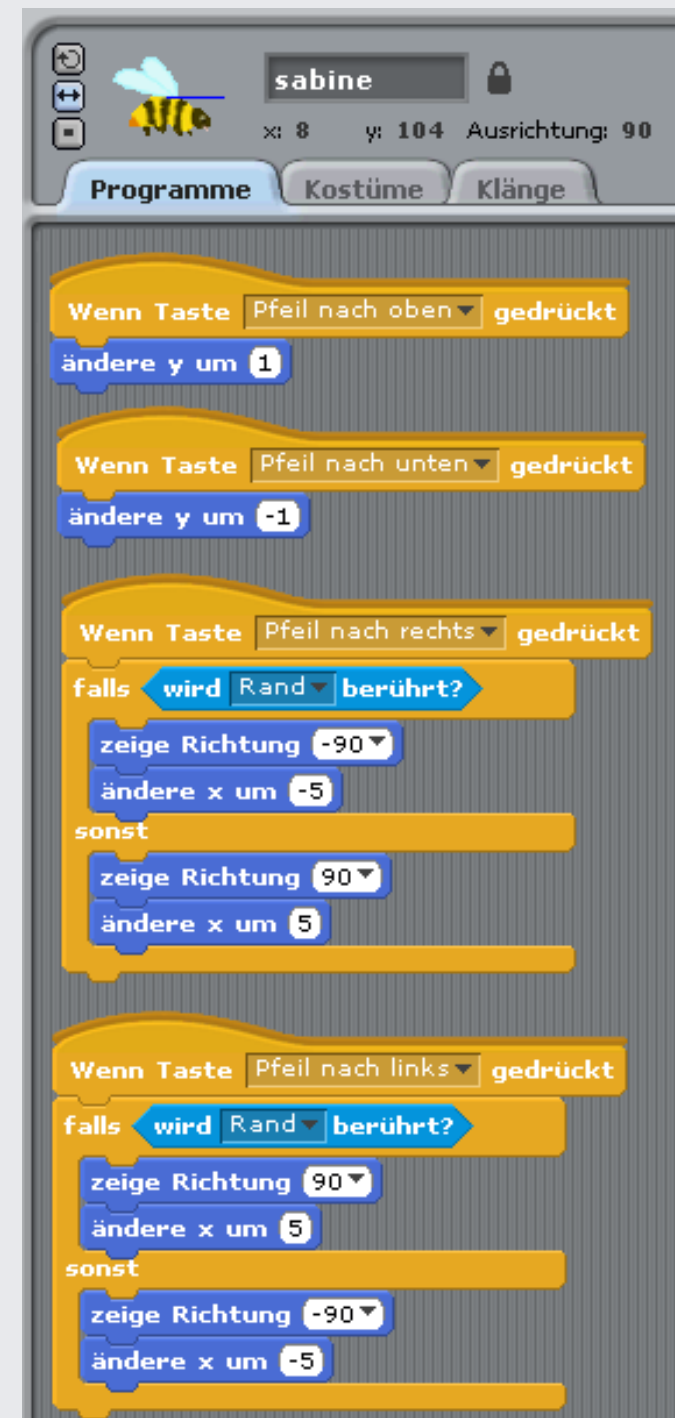 sabine
x: 8 y: 104 Ausrichtung: 90
Programme Kostüme Klänge
Wenn Taste Pfeil nach oben gedrückt
ändere y um 1
Wenn Taste Pfeil nach unten gedrückt
ändere y um -1
Wenn Taste Pfeil nach rechts gedrückt
falls wird Rand berührt?
zeige Richtung -90
ändere x um -5
sonst
zeige Richtung 90
ändere x um 5
Wenn Taste Pfeil nach links gedrückt
falls wird Rand berührt?
zeige Richtung 90
ändere x um 5
sonst
zeige Richtung -90
ändere x um -5